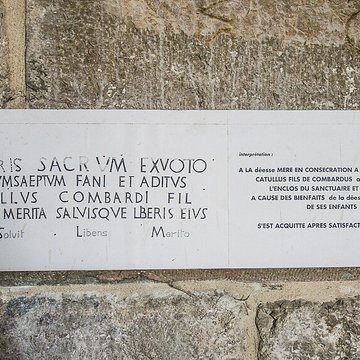 RIS SACRVM EXVOTO
VMSAEPTVM FANI ET ADITVS
LLVS COMBARDI FIL
MERITA SALVISQVE LIBERIS EIVS
Solvit Libens Merito
interprétation :
A LA déesse MERE EN CONSECRATION A
CATULLUS FILS DE COMBARDUS a
L'ENCLOS DU SANCTUAIRE ET
A CAUSE DES BIENFAITS de la dées
DE SES ENFANTS
S'EST ACQUITTE APRES SATISFACT